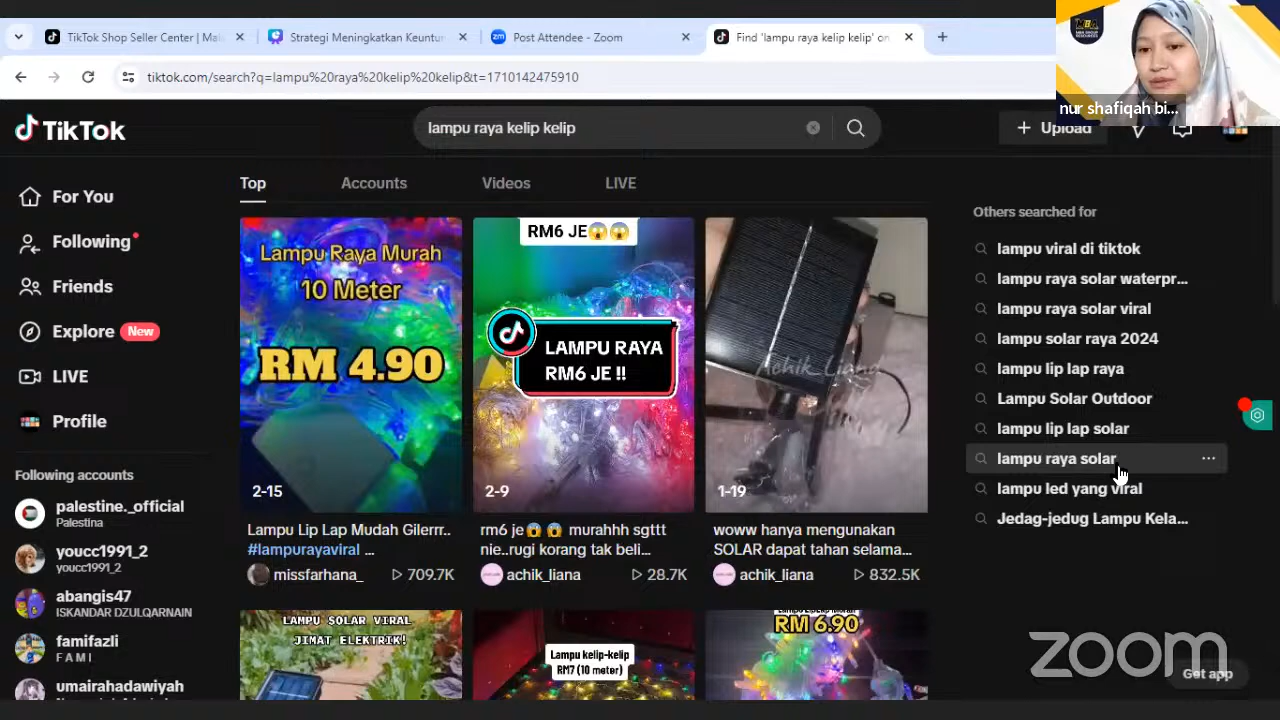 TikTok Shop Seller Center | Mal
Strategi Meningkatkan Keuntun
Post Attendee - Zoom
Find 'lampu raya kelip kelip' on
tiktok.com/search?q=lampu%20raya%20kelip%20kelip&t=1710142475910
MBA
nur shafiqah bi...
TikTok
lampu raya kelip kelip
Upload
Top
Accounts
Videos
LIVE
For You
Following
Friends
Explore New
LIVE
Profile
Following accounts
palestine._official
Palestina
youcc1991_2
youcc1991_2
abangis47
ISKANDAR DZULQARNAIN
famifazli
F A M I
umairahadawiyah
Lampu Raya Murah
10 Meter
RM 4.90
2-15
Lampu Lip Lap Mudah Gilerrr..
#lampurayaviral ...
missfarhana_
709.7K
RM6 JE😱😱
LAMPU RAYA
RM6 JE !!
2-9
rm6 je😱😱 murahhh sgttt
nie..rugi korang tak beli...
achik_liana
28.7K
Achik_Liana
1-19
woww hanya mengunakan
SOLAR dapat tahan selama...
achik_liana
832.5K
LAMPU SOLAR VIRAL
JIMAT ELEKTRIK!
Lampu kelip-kelip
RM7 (10 meter)
RM 6.90
Others searched for
lampu viral di tiktok
lampu raya solar waterpr...
lampu raya solar viral
lampu solar raya 2024
lampu lip lap raya
Lampu Solar Outdoor
lampu lip lap solar
lampu raya solar
lampu led yang viral
Jedag-jedug Lampu Kela...
zoom
Get app